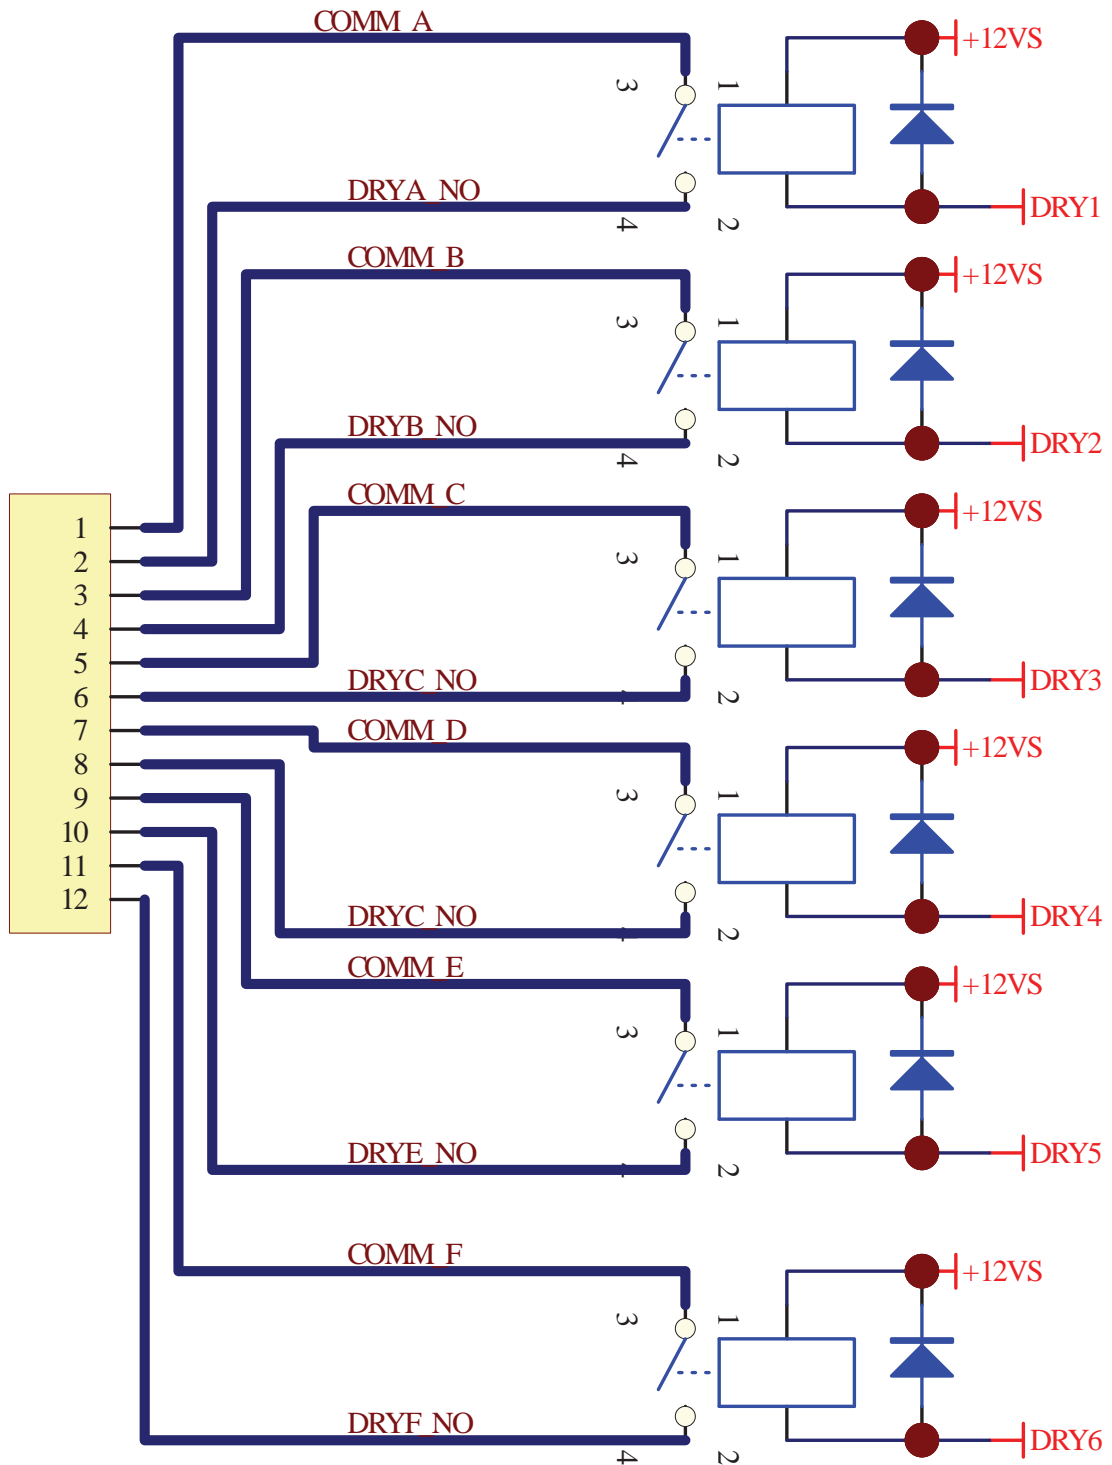 COMM_A
3
1
+12VS
DRYA_NO
4
2
DRY1
COMM_B
3
1
+12VS
DRYB_NO
4
2
DRY2
COMM_C
3
1
+12VS
DRYC_NO
2
DRY3
COMM_D
3
1
+12VS
DRYC_NO
2
DRY4
COMM_E
3
1
+12VS
DRYE_NO
2
DRY5
COMM_F
3
1
+12VS
DRYF_NO
4
2
DRY6
1
2
3
4
5
6
7
8
9
10
11
12